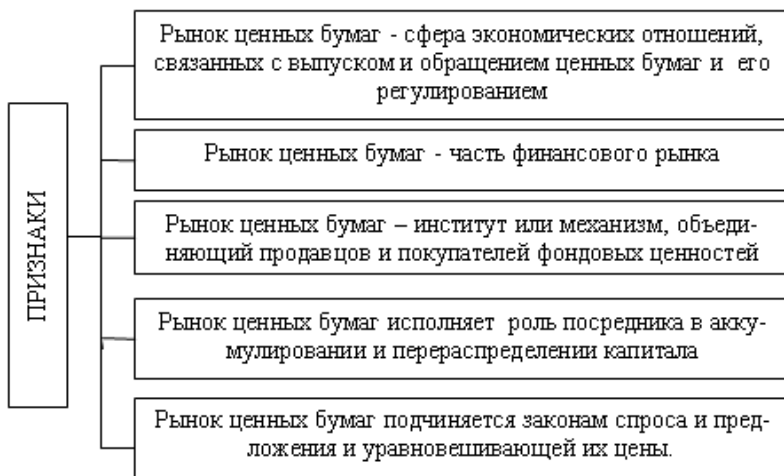 ПРИЗНАКИ
Рынок ценных бумаг - сфера экономических отношений,
связанных с выпуском и обращением ценных бумаг и его
регулированием
Рынок ценных бумаг - часть финансового рынка
Рынок ценных бумаг – институт или механизм, объеди-
няющий продавцов и покупателей фондовых ценностей
Рынок ценных бумаг исполняет роль посредника в акку-
мулировании и перераспределении капитала
Рынок ценных бумаг подчиняется законам спроса и пред-
ложения и уравновешивающей их цены.